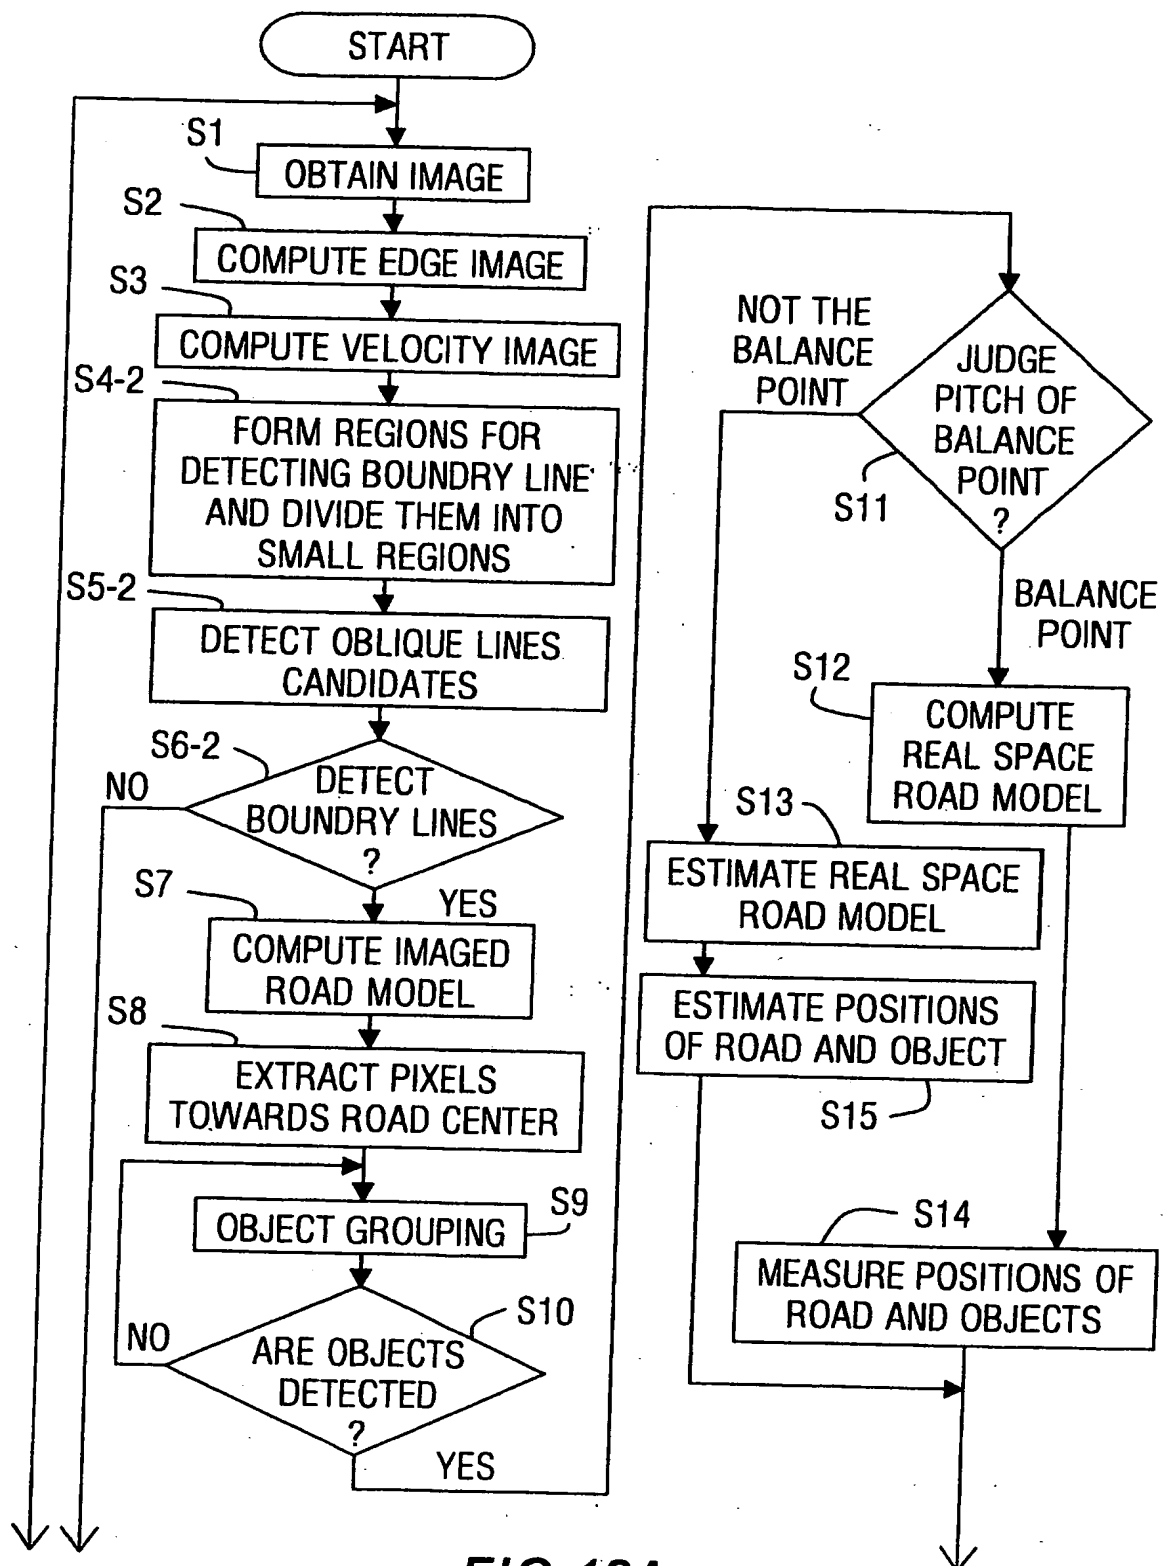 START
S1
OBTAIN IMAGE
S2
COMPUTE EDGE IMAGE
S3
COMPUTE VELOCITY IMAGE
S4-2
FORM REGIONS FOR
DETECTING BOUNDRY LINE
AND DIVIDE THEM INTO
SMALL REGIONS
S5-2
DETECT OBLIQUE LINES
CANDIDATES
S6-2
NO
DETECT
BOUNDRY LINES
?
YES
S7
COMPUTE IMAGED
ROAD MODEL
S8
EXTRACT PIXELS
TOWARDS ROAD CENTER
S9
OBJECT GROUPING
S10
NO
ARE OBJECTS
DETECTED
?
YES
NOT THE
BALANCE
POINT
JUDGE
PITCH OF
BALANCE
POINT
?
S11
BALANCE
POINT
S12
COMPUTE
REAL SPACE
ROAD MODEL
S13
ESTIMATE REAL SPACE
ROAD MODEL
ESTIMATE POSITIONS
OF ROAD AND OBJECT
S15
S14
MEASURE POSITIONS OF
ROAD AND OBJECTS